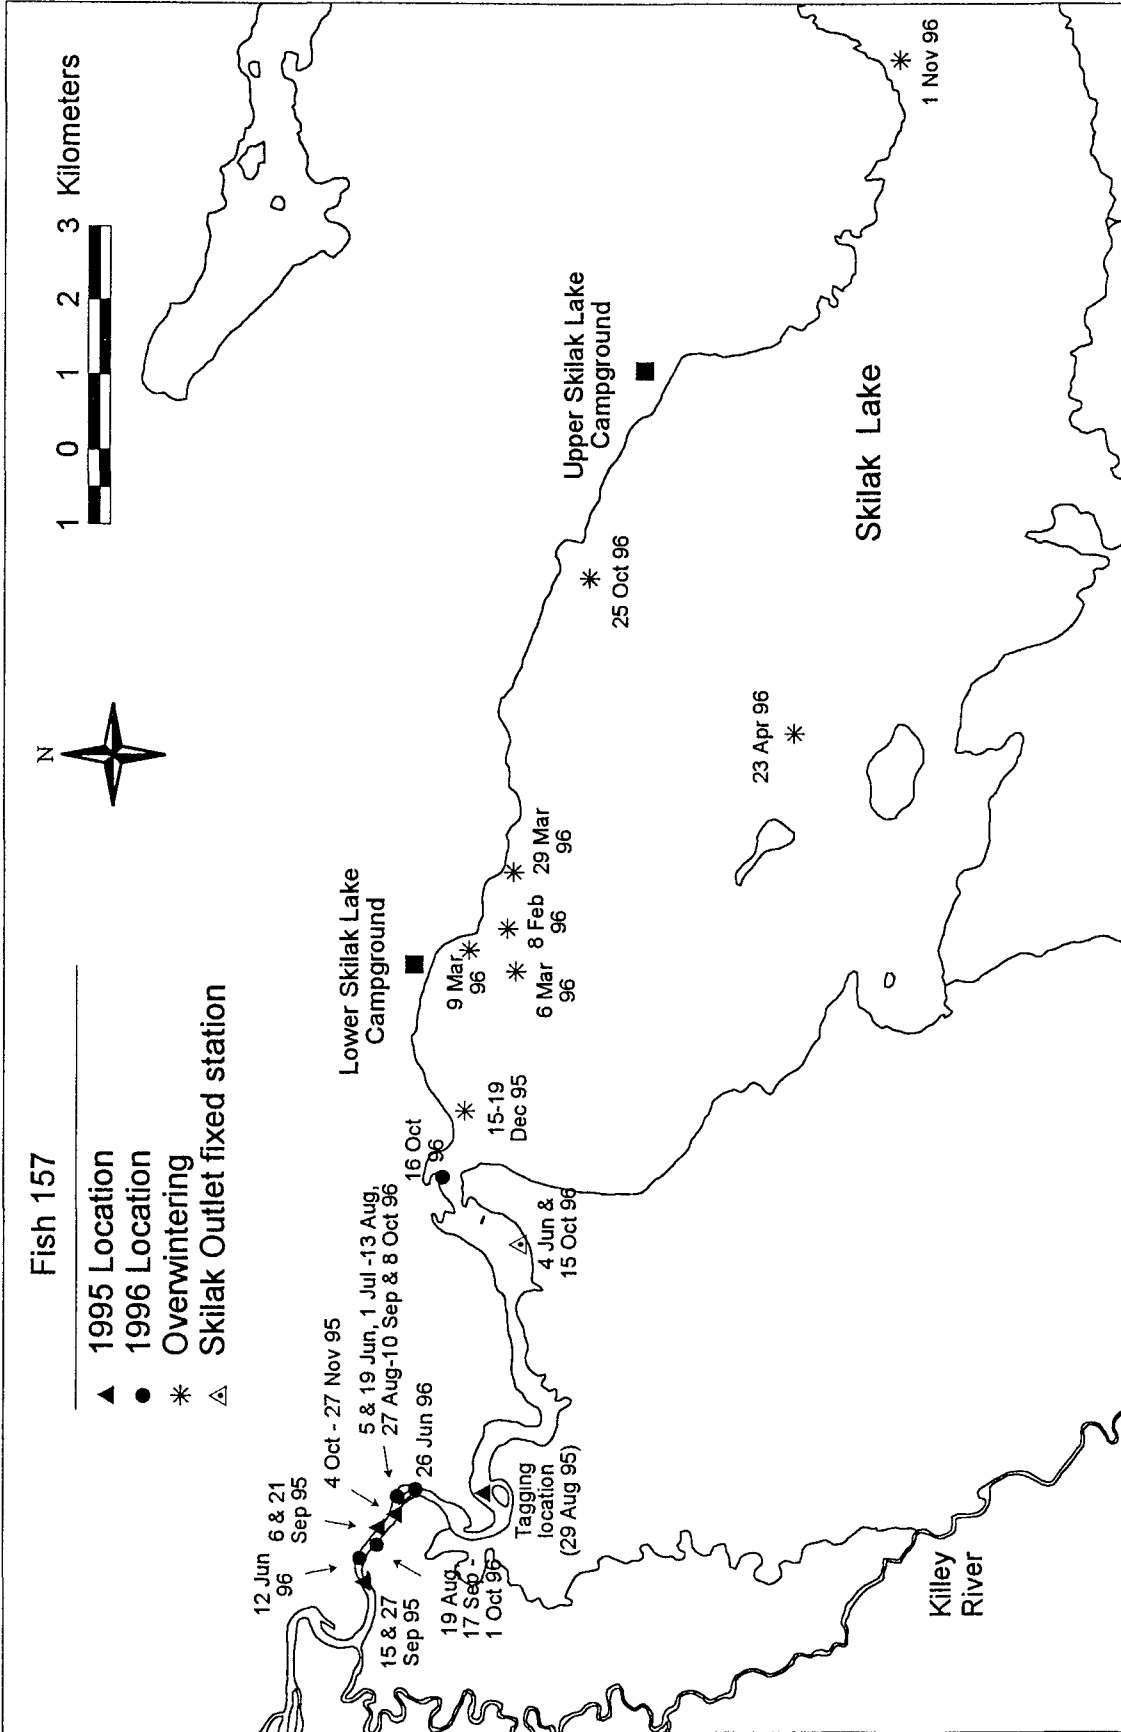 Fish 157
1995 Location
1996 Location
Overwintering
Skilak Outlet fixed station
N
1 0 1 2 3 Kilometers
12 Jun
96
6 & 21
Sep 95
4 Oct - 27 Nov 95
5 & 19 Jun, 1 Jul -13 Aug,
27 Aug-10 Sep & 8 Oct 96
26 Jun 96
15 & 27
Sep 95
19 Aug,
17 Sep -
1 Oct 96
Tagging
location
(29 Aug 95)
16 Oct
96
4 Jun &
15 Oct 96
15-19
Dec 95
Lower Skilak Lake
Campground
9 Mar
96
6 Mar
96
8 Feb
96
29 Mar
96
23 Apr 96
25 Oct 96
Upper Skilak Lake
Campground
1 Nov 96
Skilak Lake
Killey
River